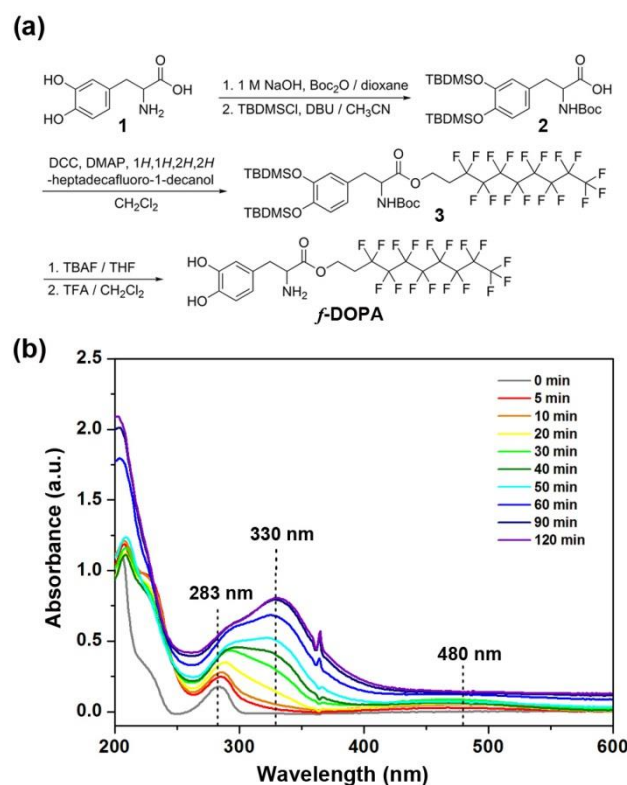 (a)
HO
HO
O
OH
NH₂
1
1. 1 M NaOH, Boc₂O / dioxane
2. TBDMSCl, DBU / CH₃CN
TBDMSO
TBDMSO
O
OH
NHBoc
2
DCC, DMAP, 1H,1H,2H,2H
-heptadecafluoro-1-decanol
CH₂Cl₂
TBDMSO
TBDMSO
O
O
NHBoc
3
F F F F F F F F
F F F F F F F F F
1. TBAF / THF
2. TFA / CH₂Cl₂
HO
HO
O
O
NH₂
F F F F F F F F
F F F F F F F F F
f-DOPA
(b)
Absorbance (a.u.)
2.5
2.0
1.5
1.0
0.5
0.0
283 nm
330 nm
480 nm
0 min
5 min
10 min
20 min
30 min
40 min
50 min
60 min
90 min
120 min
200 300 400 500 600
Wavelength (nm)